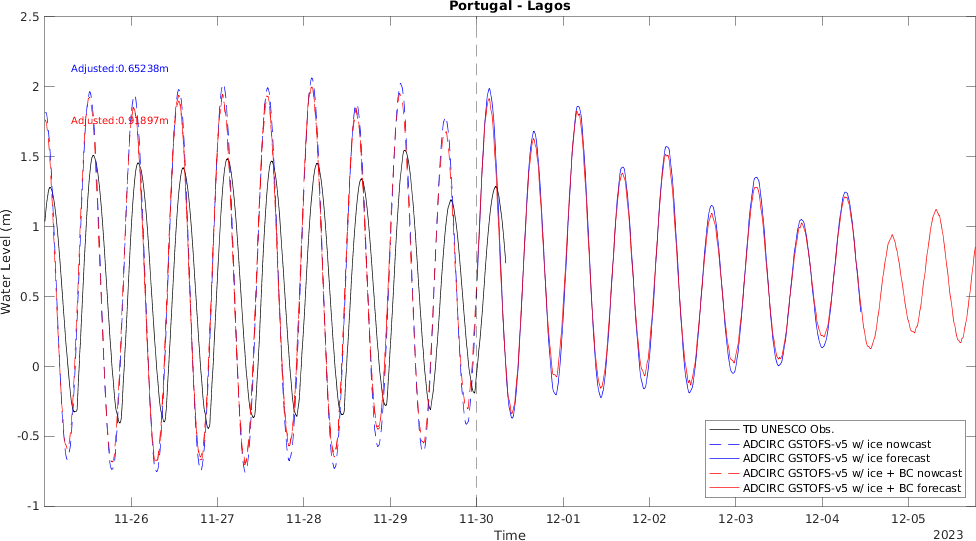 Portugal - Lagos
2.5
2
1.5
1
0.5
0
-0.5
-1
Water Level (m)
Adjusted:0.65238m
Adjusted:0.91897m
TD UNESCO Obs.
ADCIRC GSTOFS-v5 w/ ice nowcast
ADCIRC GSTOFS-v5 w/ ice forecast
ADCIRC GSTOFS-v5 w/ ice + BC nowcast
ADCIRC GSTOFS-v5 w/ ice + BC forecast
11-26 11-27 11-28 11-29 11-30 12-01 12-02 12-03 12-04 12-05
Time
2023